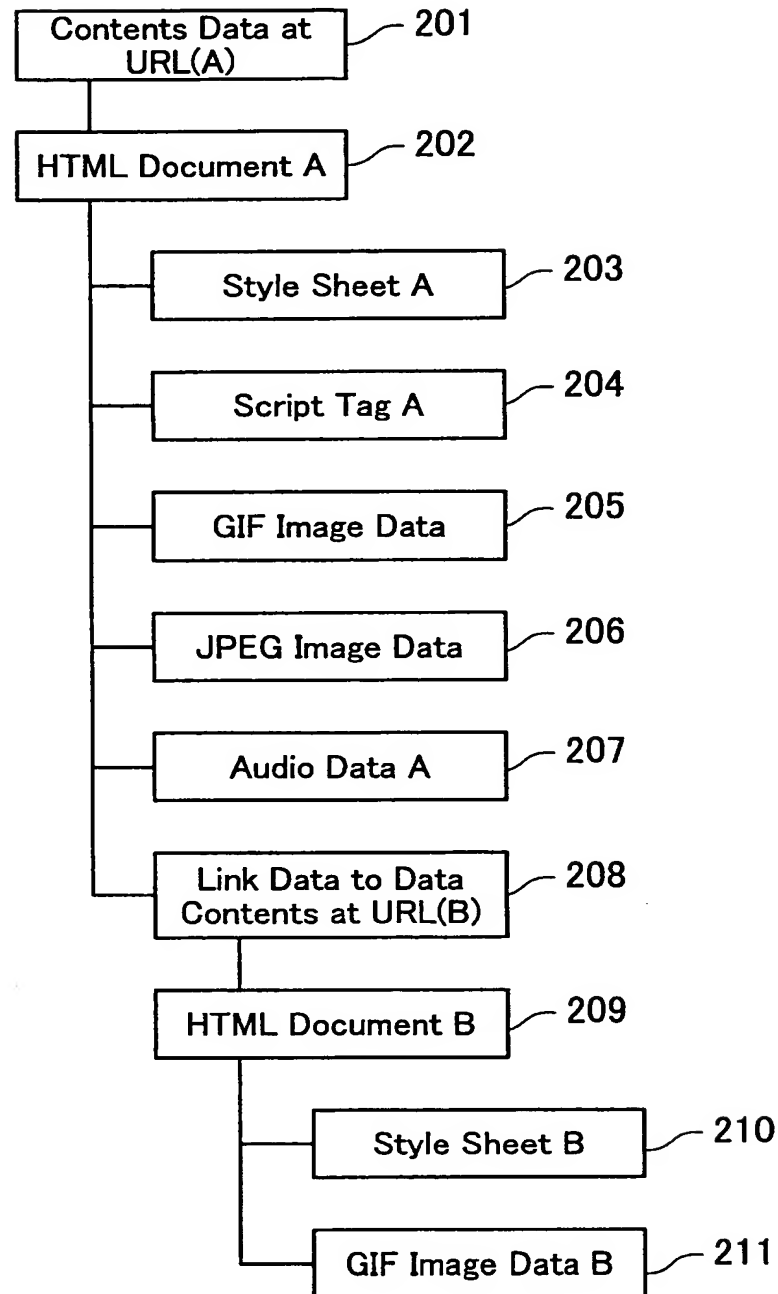 Contents Data at
URL(A)
201
HTML Document A
202
Style Sheet A
203
Script Tag A
204
GIF Image Data
205
JPEG Image Data
206
Audio Data A
207
Link Data to Data
Contents at URL(B)
208
HTML Document B
209
Style Sheet B
210
GIF Image Data B
211